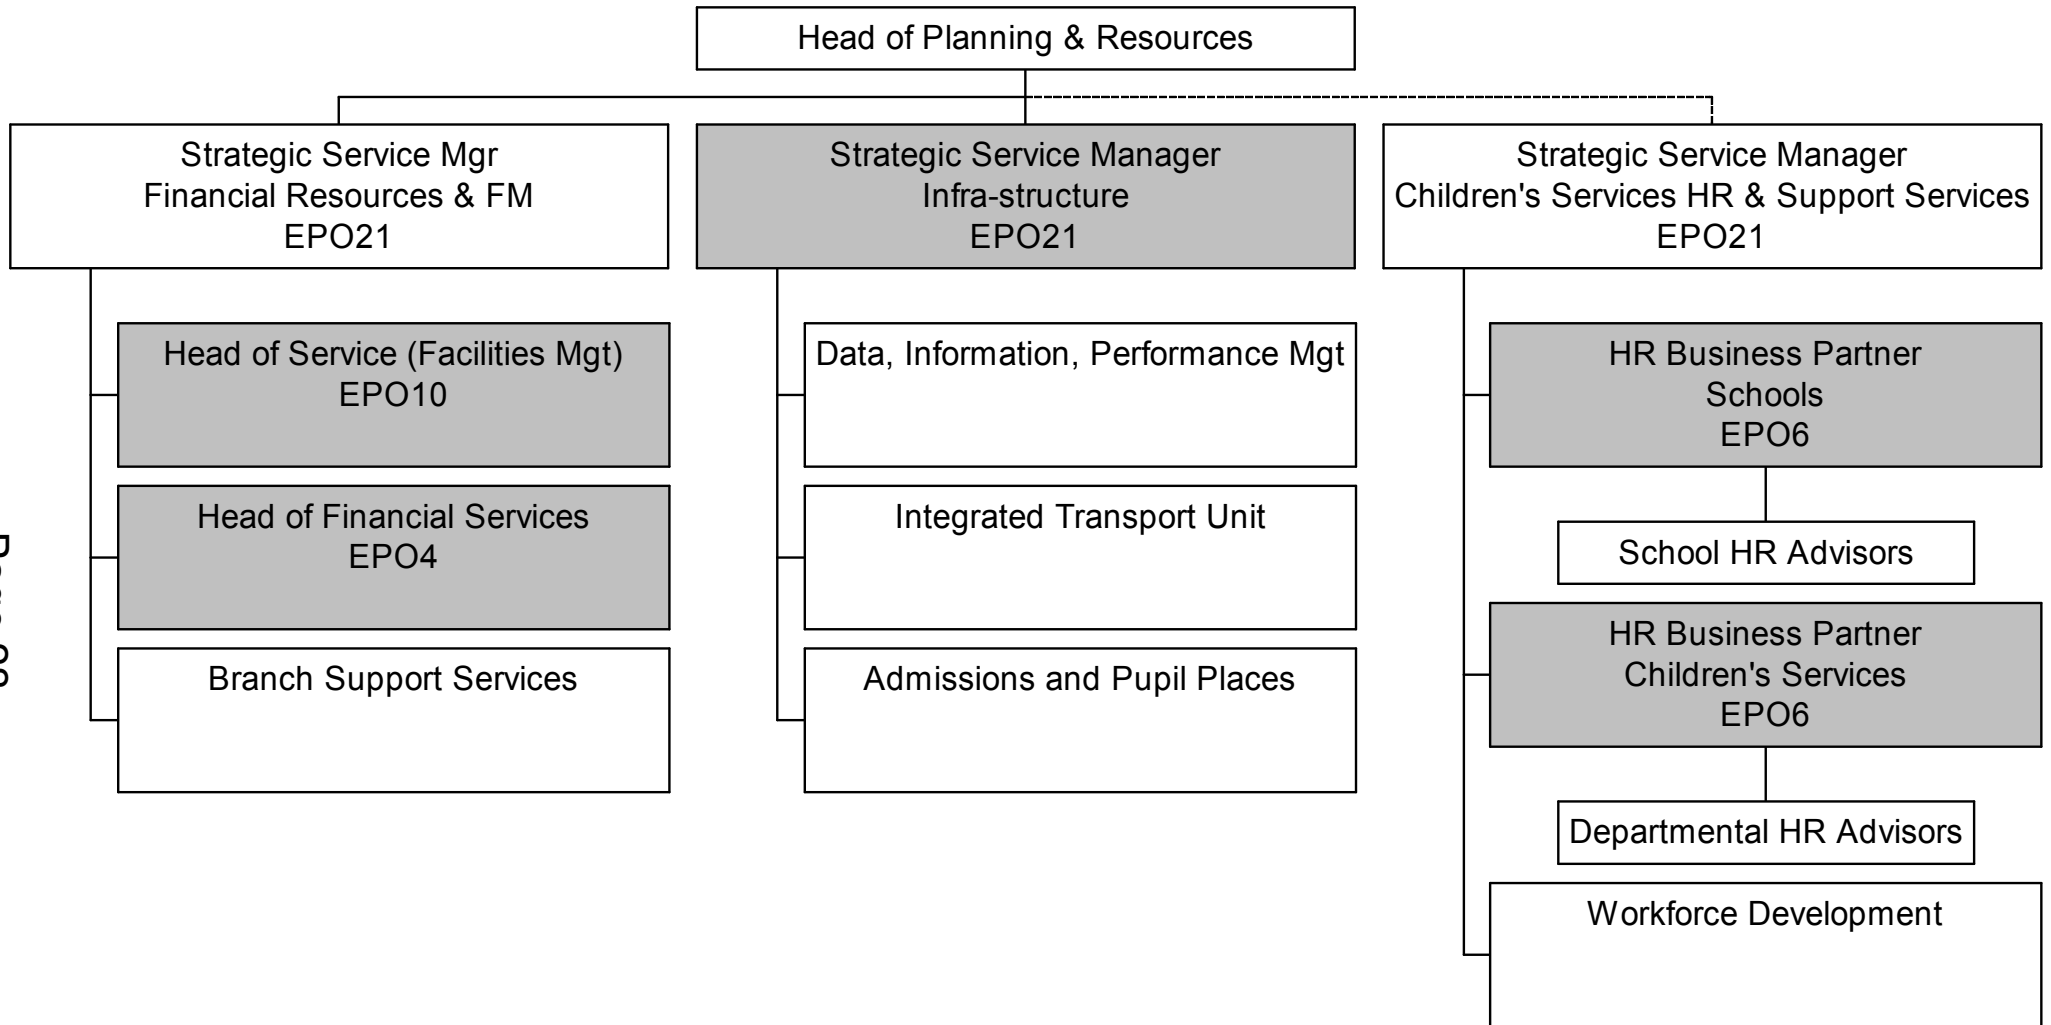 Head of Planning & Resources
Strategic Service Mgr
Financial Resources & FM
EPO21
Head of Service (Facilities Mgt)
EPO10
Head of Financial Services
EPO4
Branch Support Services
Strategic Service Manager
Infra-structure
EPO21
Data, Information, Performance Mgt
Integrated Transport Unit
Admissions and Pupil Places
Strategic Service Manager
Children's Services HR & Support Services
EPO21
HR Business Partner
Schools
EPO6
School HR Advisors
HR Business Partner
Children's Services
EPO6
Departmental HR Advisors
Workforce Development